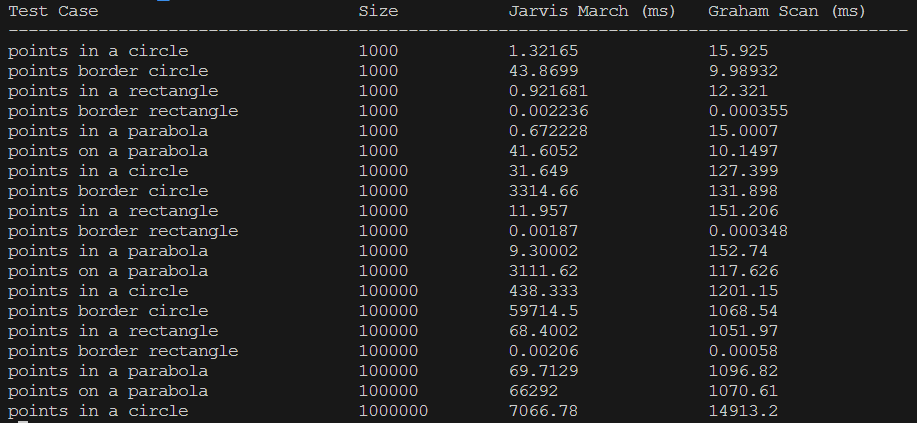 Test Case Size Jarvis March (ms) Graham Scan (ms)
------------------------------------------------------------------------------------------
points in a circle 1000 1.32165 15.925
points border circle 1000 43.8699 9.98932
points in a rectangle 1000 0.921681 12.321
points border rectangle 1000 0.002236 0.000355
points in a parabola 1000 0.672228 15.0007
points on a parabola 1000 41.6052 10.1497
points in a circle 10000 31.649 127.399
points border circle 10000 3314.66 131.898
points in a rectangle 10000 11.957 151.206
points border rectangle 10000 0.00187 0.000348
points in a parabola 10000 9.30002 152.74
points on a parabola 10000 3111.62 117.626
points in a circle 100000 438.333 1201.15
points border circle 100000 59714.5 1068.54
points in a rectangle 100000 68.4002 1051.97
points border rectangle 100000 0.00206 0.00058
points in a parabola 100000 69.7129 1096.82
points on a parabola 100000 66292 1070.61
points in a circle 1000000 7066.78 14913.2